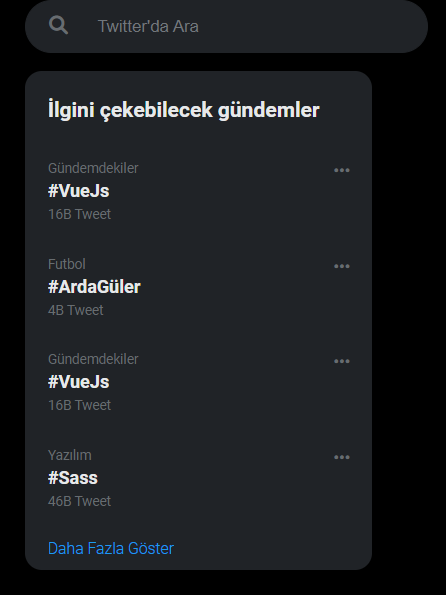 Twitter'da Ara
İlgini çekebilecek gündemler
Gündemdekiler
#VueJs
16B Tweet
Futbol
#ArdaGüler
4B Tweet
Gündemdekiler
#VueJs
16B Tweet
Yazılım
#Sass
46B Tweet
Daha Fazla Göster